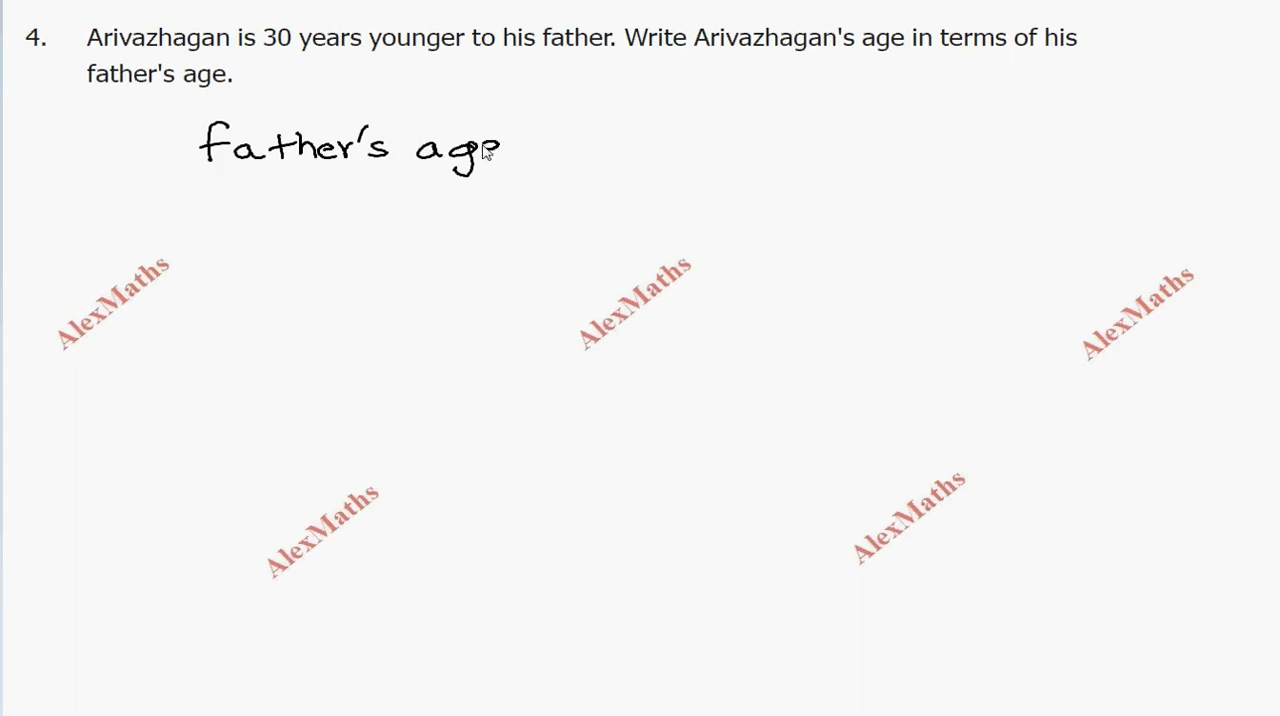 4. Arivazhagan is 30 years younger to his father. Write Arivazhagan's age in terms of his
father's age.
father's age
AlexMaths
AlexMaths
AlexMaths
AlexMaths
AlexMaths